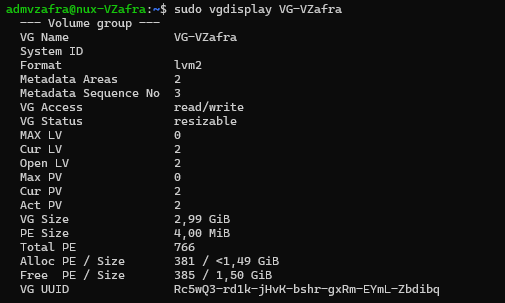 admvzafra@nux-VZafra:~$ sudo vgdisplay VG-VZafra
--- Volume group ---
VG Name VG-VZafra
System ID
Format lvm2
Metadata Areas 2
Metadata Sequence No 3
VG Access read/write
VG Status resizable
MAX LV 0
Cur LV 2
Open LV 2
Max PV 0
Cur PV 2
Act PV 2
VG Size 2,99 GiB
PE Size 4,00 MiB
Total PE 766
Alloc PE / Size 381 / <1,49 GiB
Free PE / Size 385 / 1,50 GiB
VG UUID Rc5wQ3-rd1k-jHvK-bshr-gxRm-EYmL-Zbdibq